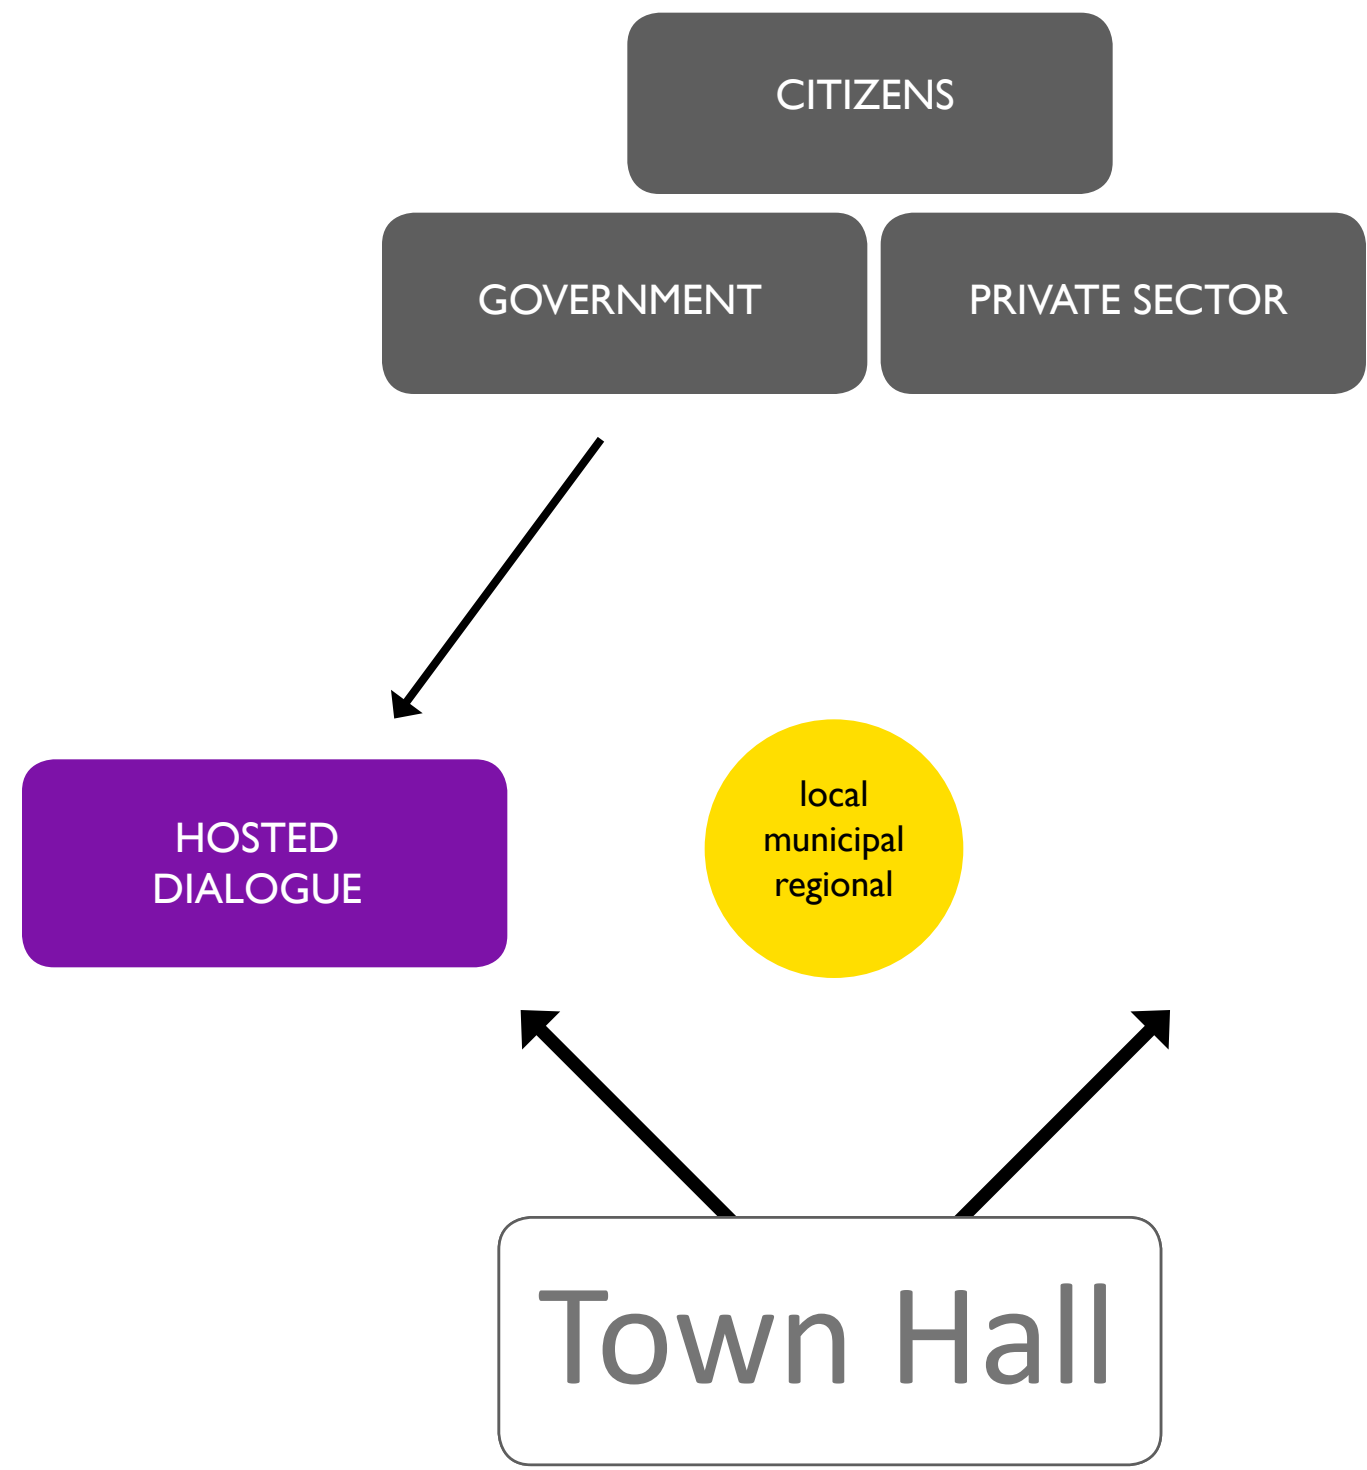 CITIZENS
GOVERNMENT
PRIVATE SECTOR
HOSTED
DIALOGUE
local
municipal
regional
Town Hall